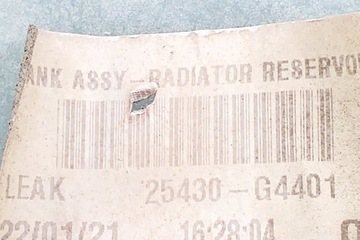 ANK ASSY-RADIATOR RESERVO
LEAK 25430-G4401
22/01/21 16:28:04